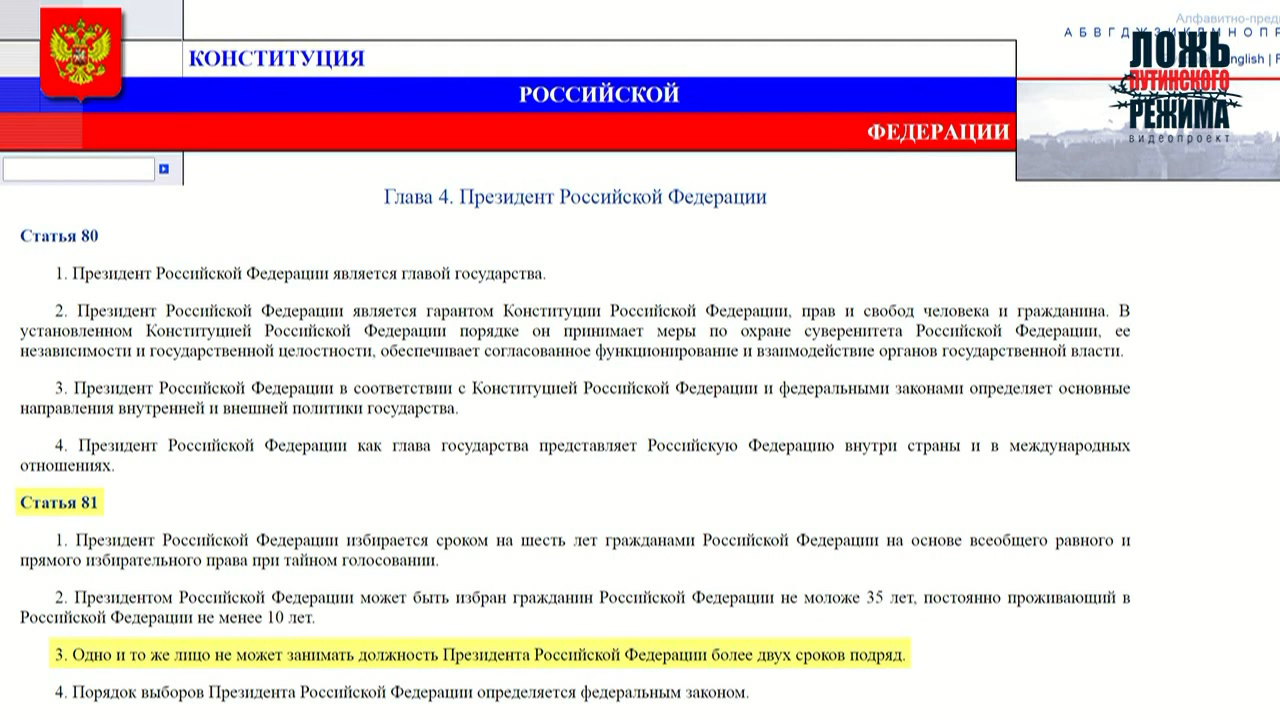 Алфавитно-пред
КОНСТИТУЦИЯ
РОССИЙСКОЙ
ФЕДЕРАЦИИ
А Б В Г Д Ж З И К Л М Н О П Р
nglish |
ЛОЖЬ
ПУТИНСКОГО
РЕЖИМА
видеопроект
Глава 4. Президент Российской Федерации
Статья 80
1. Президент Российской Федерации является главой государства.
2. Президент Российской Федерации является гарантом Конституции Российской Федерации, прав и свобод человека и гражданина. В
установленном Конституцией Российской Федерации порядке он принимает меры по охране суверенитета Российской Федерации, ее
независимости и государственной целостности, обеспечивает согласованное функционирование и взаимодействие органов государственной власти.
3. Президент Российской Федерации в соответствии с Конституцией Российской Федерации и федеральными законами определяет основные
направления внутренней и внешней политики государства.
4. Президент Российской Федерации как глава государства представляет Российскую Федерацию внутри страны и в международных
отношениях.
Статья 81
1. Президент Российской Федерации избирается сроком на шесть лет гражданами Российской Федерации на основе всеобщего равного и
прямого избирательного права при тайном голосовании.
2. Президентом Российской Федерации может быть избран гражданин Российской Федерации не моложе 35 лет, постоянно проживающий в
Российской Федерации не менее 10 лет.
3. Одно и то же лицо не может занимать должность Президента Российской Федерации более двух сроков подряд.
4. Порядок выборов Президента Российской Федерации определяется федеральным законом.